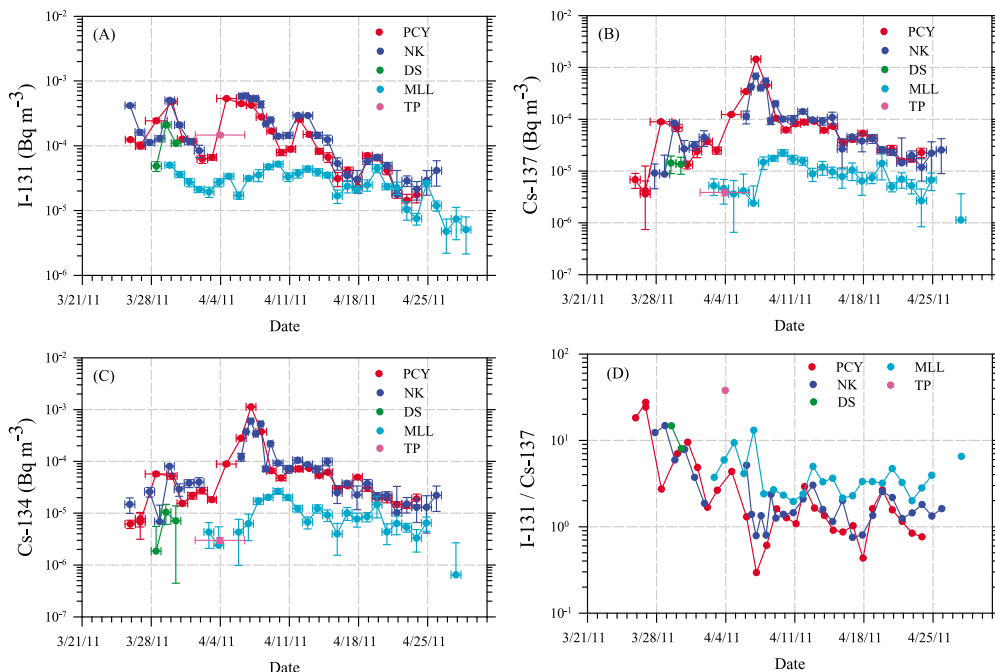 (A)
PCY
NK
DS
MLL
TP
I-131 (Bq m⁻³)
10⁻²
10⁻³
10⁻⁴
10⁻⁵
10⁻⁶
3/21/11 3/28/11 4/4/11 4/11/11 4/18/11 4/25/11
Date
(B)
PCY
NK
DS
MLL
TP
Cs-137 (Bq m⁻³)
10⁻²
10⁻³
10⁻⁴
10⁻⁵
10⁻⁶
10⁻⁷
3/21/11 3/28/11 4/4/11 4/11/11 4/18/11 4/25/11
Date
(C)
PCY
NK
DS
MLL
TP
Cs-134 (Bq m⁻³)
10⁻²
10⁻³
10⁻⁴
10⁻⁵
10⁻⁶
10⁻⁷
3/21/11 3/28/11 4/4/11 4/11/11 4/18/11 4/25/11
Date
(D)
PCY MLL
NK TP
DS
I-131 / Cs-137
10²
10¹
10⁰
10⁻¹
3/21/11 3/28/11 4/4/11 4/11/11 4/18/11 4/25/11
Date